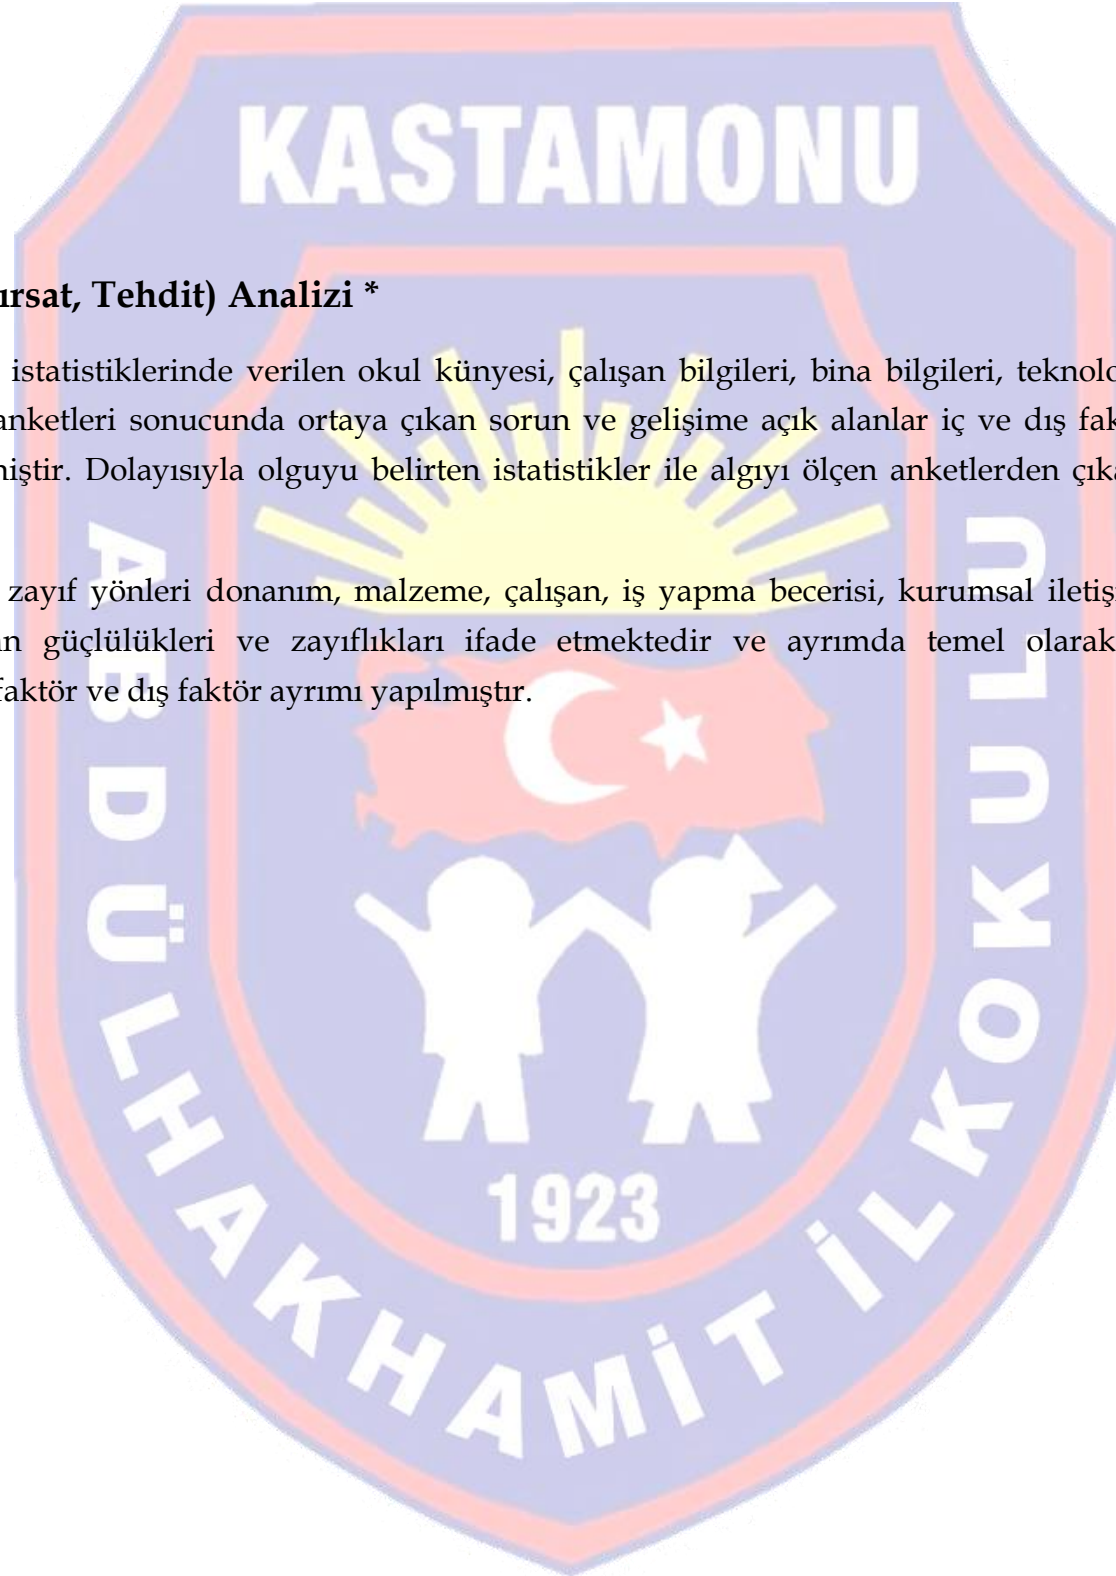 KASTAMONU
ırsat, Tehdit) Analizi *
istatistiklerinde verilen okul künyesi, çalışan bilgileri, bina bilgileri, teknolo
anketleri sonucunda ortaya çıkan sorun ve gelişime açık alanlar iç ve dış fak
niştir. Dolayısıyla olguyu belirten istatistikler ile algıyı ölçen anketlerden çıka
zayıf yönleri donanım, malzeme, çalışan, iş yapma becerisi, kurumsal iletiş
ın güçlülükleri ve zayıflıkları ifade etmektedir ve ayrımda temel olarak
faktör ve dış faktör ayrımı yapılmıştır.
1923
ABDÜLHAKHAMİT İLKOKULU